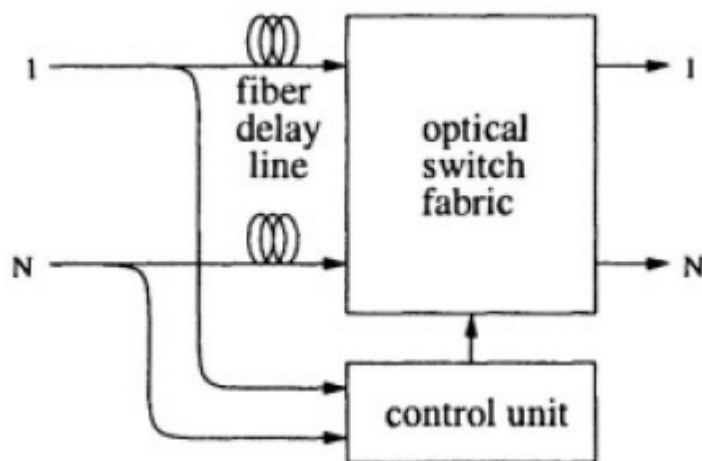 1
fiber
delay
line
optical
switch
fabric
1
N
N
control unit